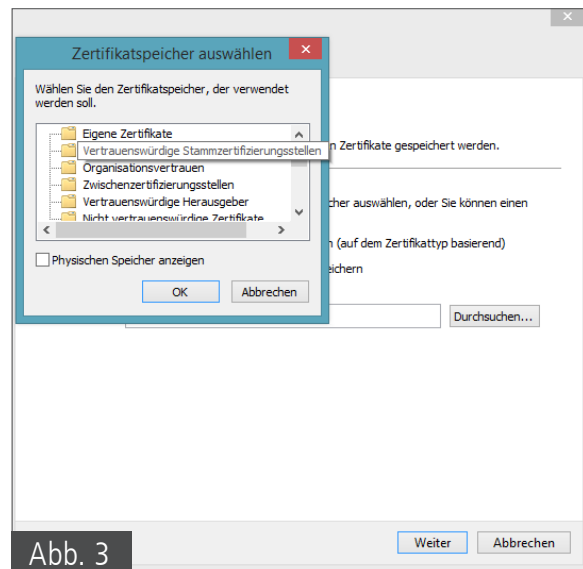 Zertifikatspeicher auswählen
Wählen Sie den Zertifikatspeicher, der verwendet
werden soll.
Eigene Zertifikate
Vertrauenswürdige Stammzertifizierungsstellen
Organisationsvertrauen
Zwischenzertifizierungsstellen
Vertrauenswürdige Herausgeber
Nicht vertrauenswürdige Zertifikate
Physischen Speicher anzeigen
OK Abbrechen
Zertifikate gespeichert werden.
auswählen, oder Sie können einen
(auf dem Zertifikattyp basierend)
Durchsuchen...
Weiter Abbrechen
Abb. 3